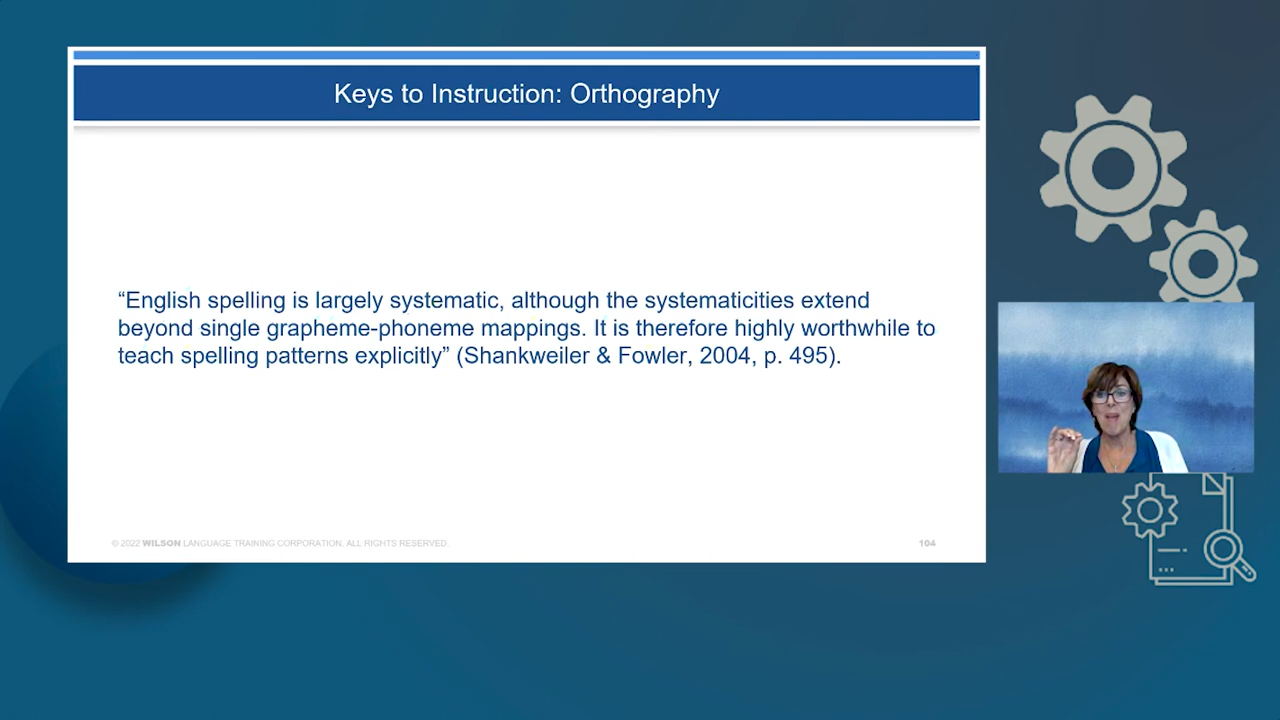 Keys to Instruction: Orthography
“English spelling is largely systematic, although the systematicities extend
beyond single grapheme-phoneme mappings. It is therefore highly worthwhile to
teach spelling patterns explicitly” (Shankweiler & Fowler, 2004, p. 495).
© 2022 WILSON LANGUAGE TRAINING CORPORATION. ALL RIGHTS RESERVED.
104